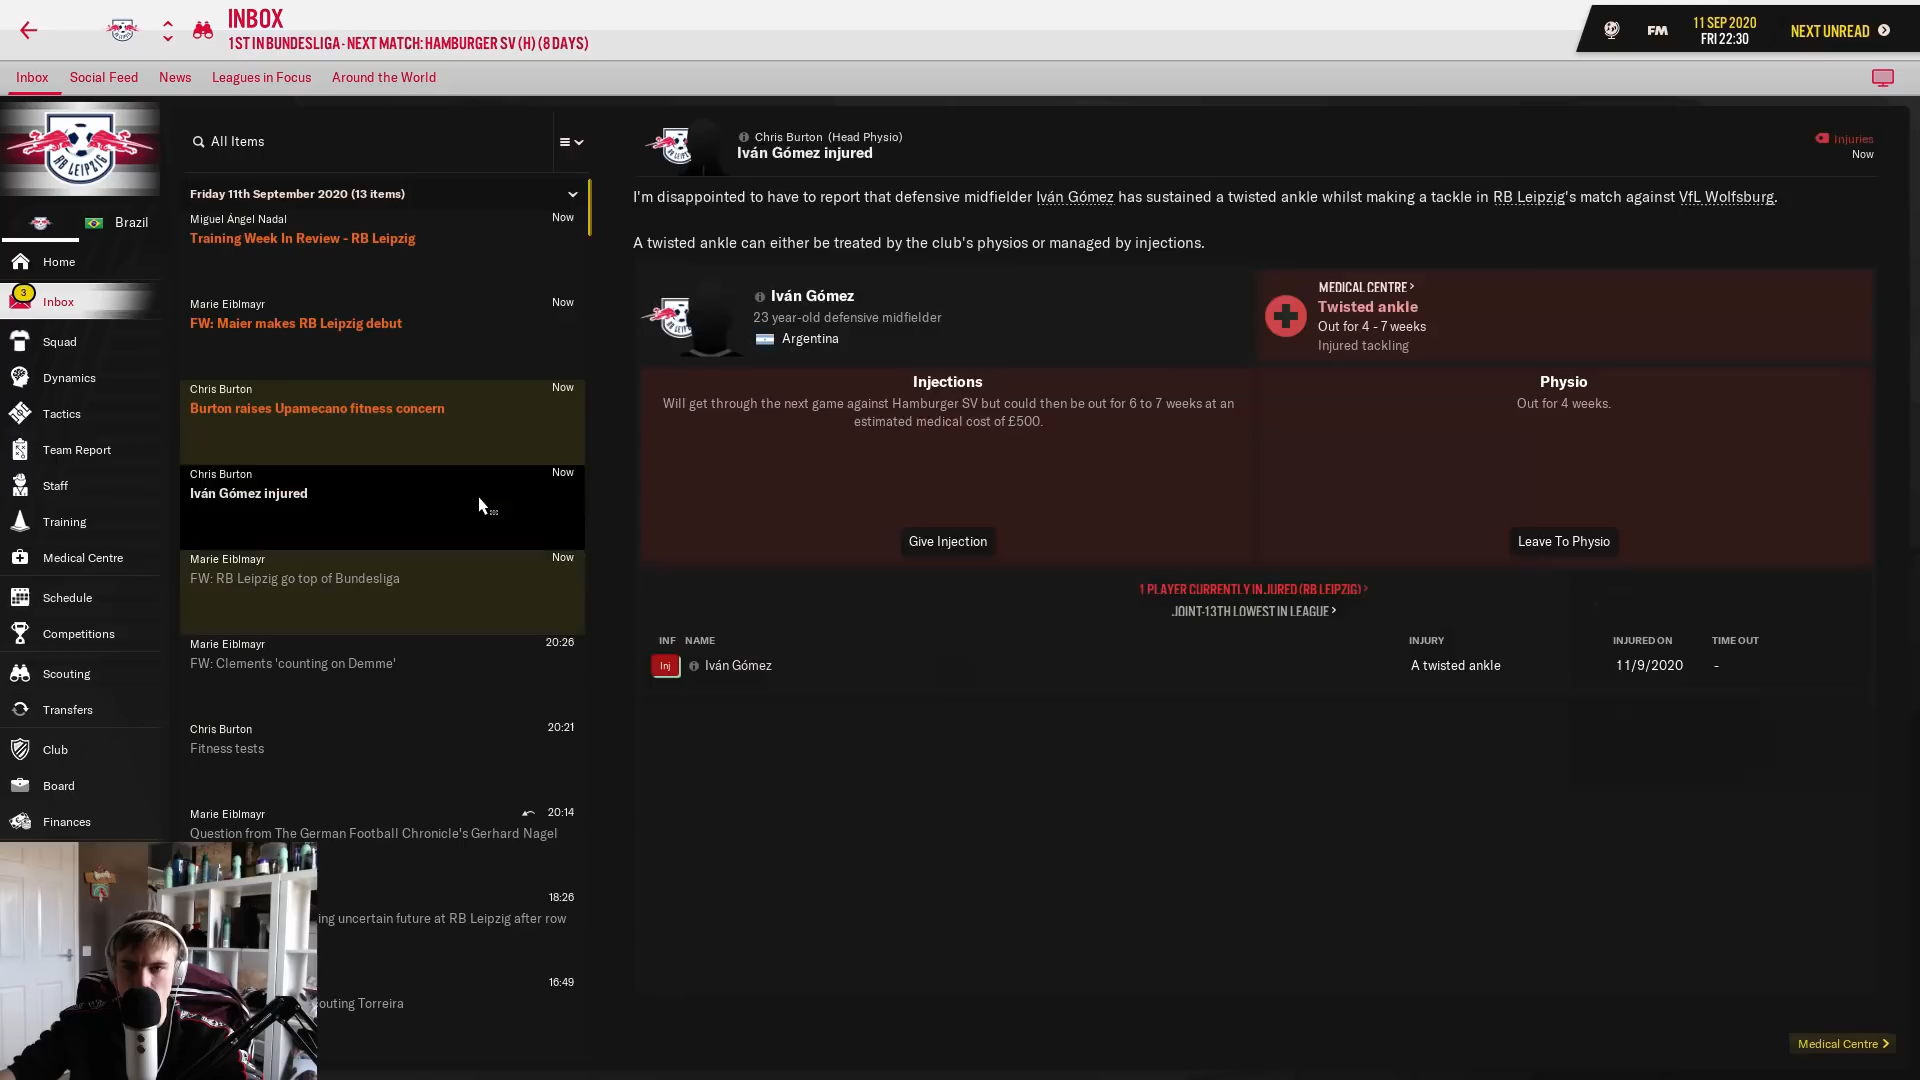 INBOX
1ST IN BUNDESLIGA - NEXT MATCH: HAMBURGER SV (H) (8 DAYS)
FM
11 SEP 2020
FRI 22:30
NEXT UNREAD
Inbox Social Feed News Leagues in Focus Around the World
RB LEIPZIG
Brazil
Home
3
Inbox
Squad
Dynamics
Tactics
Team Report
Staff
Training
Medical Centre
Schedule
Competitions
Scouting
Transfers
Club
Board
Finances
All Items
Friday 11th September 2020 (13 items)
Miguel Ángel Nadal Now
Training Week In Review - RB Leipzig
Marie Eiblmayr Now
FW: Maier makes RB Leipzig debut
Chris Burton Now
Burton raises Upamecano fitness concern
Chris Burton Now
Iván Gómez injured
Marie Eiblmayr Now
FW: RB Leipzig go top of Bundesliga
Marie Eiblmayr 20:26
FW: Clements 'counting on Demme'
Chris Burton 20:21
Fitness tests
Marie Eiblmayr 20:14
Question from The German Football Chronicle's Gerhard Nagel
18:26
ing uncertain future at RB Leipzig after row
16:49
couting Torreira
Chris Burton (Head Physio)
Iván Gómez injured
Injuries
Now
I'm disappointed to have to report that defensive midfielder Iván Gómez has sustained a twisted ankle whilst making a tackle in RB Leipzig's match against VfL Wolfsburg.
A twisted ankle can either be treated by the club's physios or managed by injections.
Iván Gómez
23 year-old defensive midfielder
Argentina
MEDICAL CENTRE >
Twisted ankle
Out for 4 - 7 weeks
Injured tackling
Injections
Will get through the next game against Hamburger SV but could then be out for 6 to 7 weeks at an
estimated medical cost of £500.
Give Injection
Physio
Out for 4 weeks.
Leave To Physio
1 PLAYER CURRENTLY INJURED (RB LEIPZIG) >
JOINT-13TH LOWEST IN LEAGUE >
INF NAME INJURY INJURED ON TIME OUT
Inj Iván Gómez A twisted ankle 11/9/2020 -
Medical Centre >